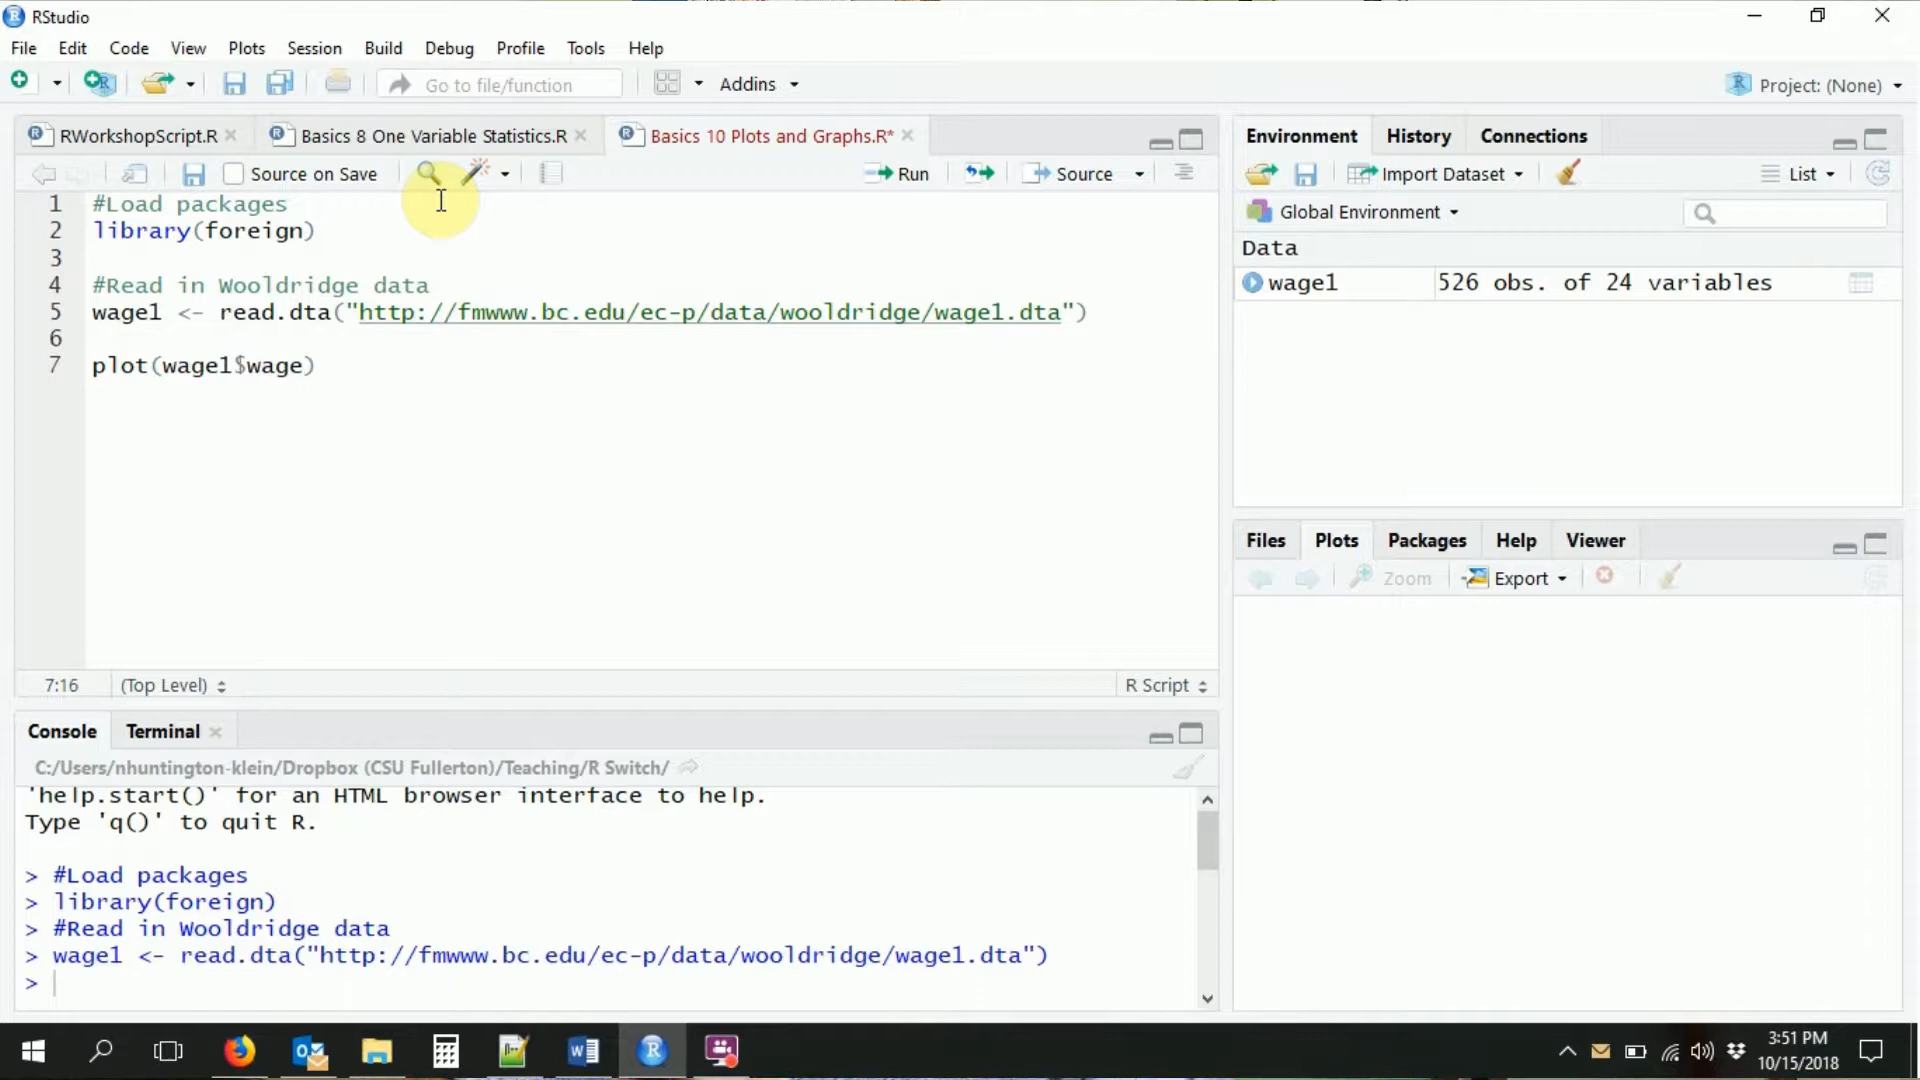 RStudio
File Edit Code View Plots Session Build Debug Profile Tools Help
Go to file/function Addins Project: (None)
RWorkshopScript.R Basics 8 One Variable Statistics.R Basics 10 Plots and Graphs.R*
Source on Save Run Source
1 #Load packages
2 library(foreign)
3
4 #Read in Wooldridge data
5 wage1 <- read.dta("http://fmwww.bc.edu/ec-p/data/wooldridge/wage1.dta")
6
7 plot(wage1$wage)
7:16 (Top Level) R Script
Console Terminal
C:/Users/nhuntington-klein/Dropbox (CSU Fullerton)/Teaching/R Switch/
'help.start()' for an HTML browser interface to help.
Type 'q()' to quit R.
> #Load packages
> library(foreign)
> #Read in Wooldridge data
> wage1 <- read.dta("http://fmwww.bc.edu/ec-p/data/wooldridge/wage1.dta")
>
Environment History Connections
Import Dataset List
Global Environment
Data
wage1 526 obs. of 24 variables
Files Plots Packages Help Viewer
Zoom Export
3:51 PM
10/15/2018